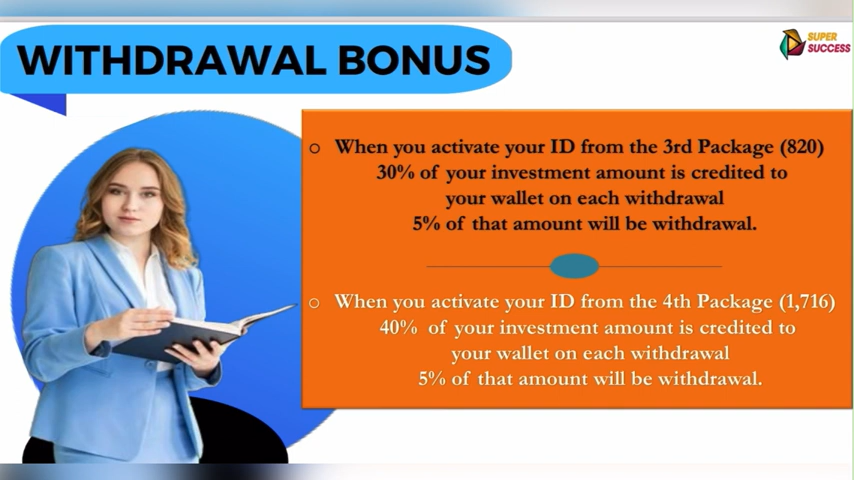 WITHDRAWAL BONUS
SUPER
SUCCESS
When you activate your ID from the 3rd Package (820)
30% of your investment amount is credited to
your wallet on each withdrawal
5% of that amount will be withdrawal.
When you activate your ID from the 4th Package (1,716)
40% of your investment amount is credited to
your wallet on each withdrawal
5% of that amount will be withdrawal.